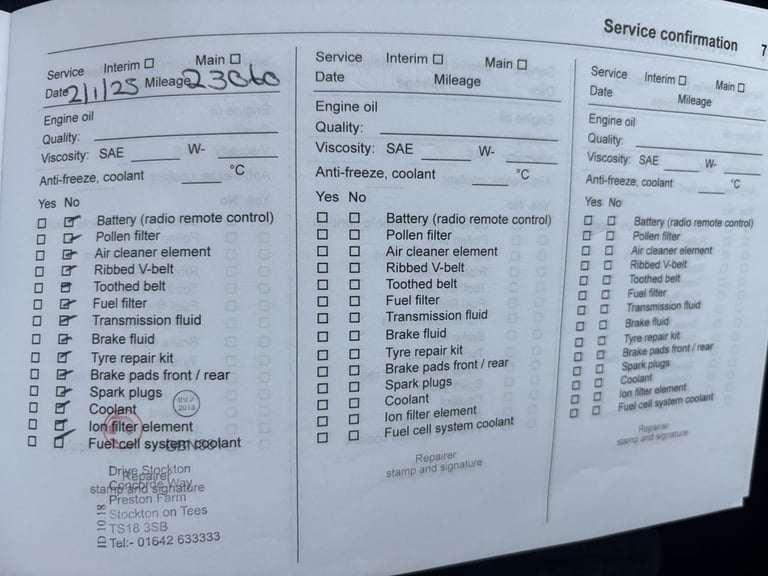 Service confirmation 7
Service Interim Main
Date 2/1/25 Mileage 23060
Engine oil
Quality:
Viscosity: SAE W-
Anti-freeze, coolant °C
Yes No
Battery (radio remote control)
Pollen filter
Air cleaner element
Ribbed V-belt
Toothed belt
Fuel filter
Transmission fluid
Brake fluid
Tyre repair kit
Brake pads front / rear
Spark plugs
Coolant
Ion filter element
Fuel cell system coolant
Repairer
stamp and signature
Drive Stockton
Concorde Way
Preston Farm
Stockton on Tees
TS18 3SB
Tel:- 01642 633333
ID 10.18
2018
Service Interim Main
Date Mileage
Engine oil
Quality:
Viscosity: SAE W-
Anti-freeze, coolant °C
Yes No
Battery (radio remote control)
Pollen filter
Air cleaner element
Ribbed V-belt
Toothed belt
Fuel filter
Transmission fluid
Brake fluid
Tyre repair kit
Brake pads front / rear
Spark plugs
Coolant
Ion filter element
Fuel cell system coolant
Repairer
stamp and signature
Service Interim Main
Date Mileage
Engine oil
Quality:
Viscosity: SAE W-
Anti-freeze, coolant °C
Yes No
Battery (radio remote control)
Pollen filter
Air cleaner element
Ribbed V-belt
Toothed belt
Fuel filter
Transmission fluid
Brake fluid
Tyre repair kit
Brake pads front / rear
Spark plugs
Coolant
Ion filter element
Fuel cell system coolant
Repairer
stamp and signature